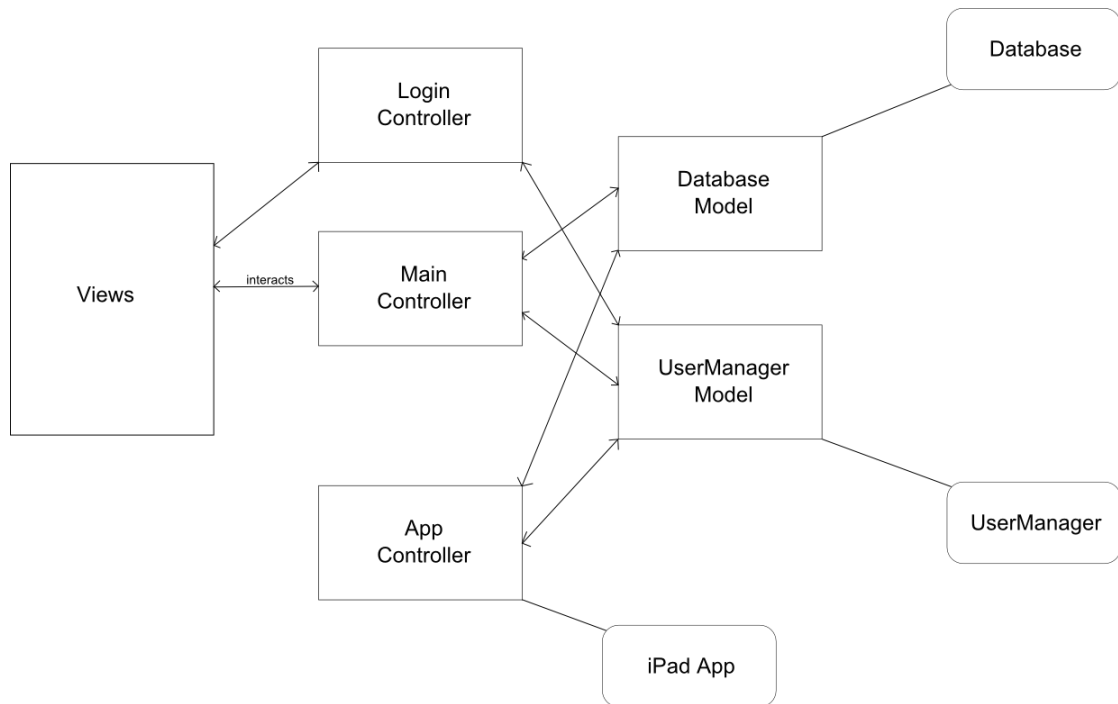 Database
Login
Controller
Database
Model
Views
interacts
Main
Controller
UserManager
Model
App
Controller
UserManager
iPad App